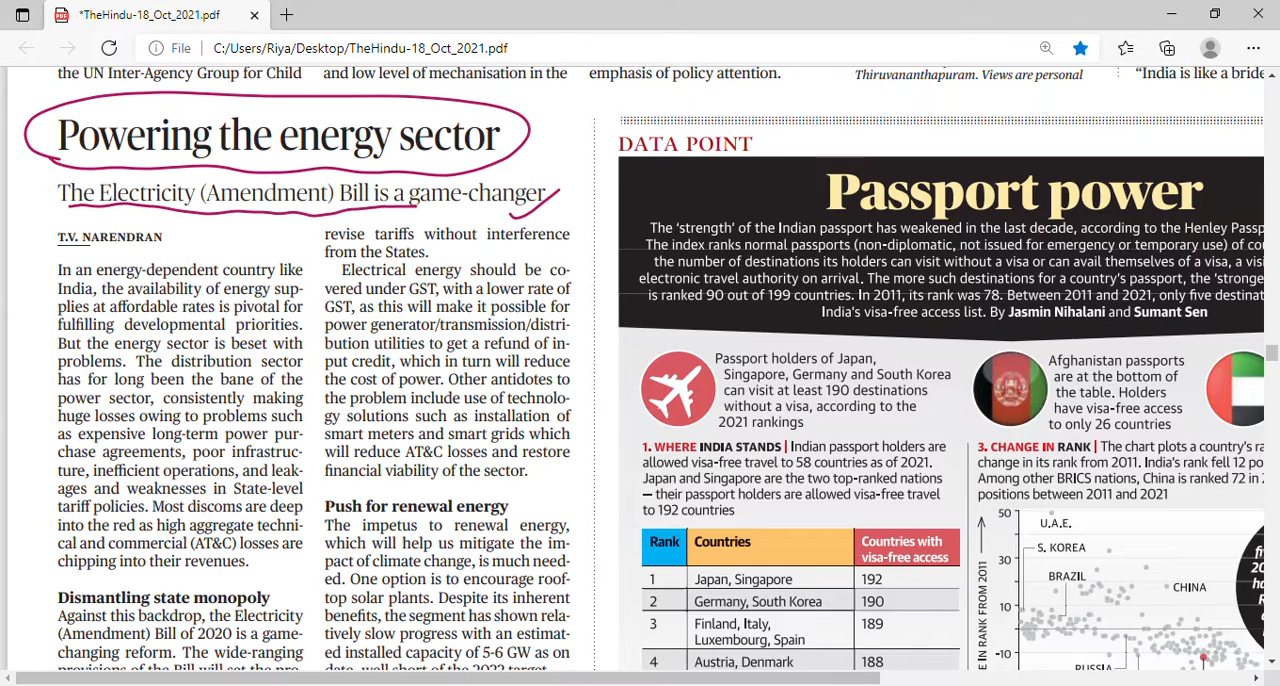 *TheHindu-18_Oct_2021.pdf
File
C:/Users/Riya/Desktop/TheHindu-18_Oct_2021.pdf
the UN Inter-Agency Group for Child
and low level of mechanisation in the
emphasis of policy attention.
Thiruvananthapuram. Views are personal
“India is like a bride
Powering the energy sector
The Electricity (Amendment) Bill is a game-changer
T.V. NARENDRAN
In an energy-dependent country like
India, the availability of energy sup-
plies at affordable rates is pivotal for
fulfilling developmental priorities.
But the energy sector is beset with
problems. The distribution sector
has for long been the bane of the
power sector, consistently making
huge losses owing to problems such
as expensive long-term power pur-
chase agreements, poor infrastruc-
ture, inefficient operations, and leak-
ages and weaknesses in State-level
tariff policies. Most discoms are deep
into the red as high aggregate techni-
cal and commercial (AT&C) losses are
chipping into their revenues.
Dismantling state monopoly
Against this backdrop, the Electricity
(Amendment) Bill of 2020 is a game-
changing reform. The wide-ranging
provisions of the Bill will set the pro-
revise tariffs without interference
from the States.
Electrical energy should be co-
vered under GST, with a lower rate of
GST, as this will make it possible for
power generator/transmission/distri-
bution utilities to get a refund of in-
put credit, which in turn will reduce
the cost of power. Other antidotes to
the problem include use of technolo-
gy solutions such as installation of
smart meters and smart grids which
will reduce AT&C losses and restore
financial viability of the sector.
Push for renewal energy
The impetus to renewal energy,
which will help us mitigate the im-
pact of climate change, is much need-
ed. One option is to encourage roof-
top solar plants. Despite its inherent
benefits, the segment has shown rela-
tively slow progress with an estimat-
ed installed capacity of 5-6 GW as on
date, well short of the 2022 target.
DATA POINT
Passport power
The ‘strength’ of the Indian passport has weakened in the last decade, according to the Henley Passp
The index ranks normal passports (non-diplomatic, not issued for emergency or temporary use) of co
the number of destinations its holders can visit without a visa or can avail themselves of a visa, a visi
electronic travel authority on arrival. The more such destinations for a country's passport, the 'stronge
is ranked 90 out of 199 countries. In 2011, its rank was 78. Between 2011 and 2021, only five destinat
India's visa-free access list. By Jasmin Nihalani and Sumant Sen
Passport holders of Japan,
Singapore, Germany and South Korea
can visit at least 190 destinations
without a visa, according to the
2021 rankings
Afghanistan passports
are at the bottom of
the table. Holders
have visa-free access
to only 26 countries
1. WHERE INDIA STANDS | Indian passport holders are
allowed visa-free travel to 58 countries as of 2021.
Japan and Singapore are the two top-ranked nations
— their passport holders are allowed visa-free travel
to 192 countries
Rank Countries Countries with
visa-free access
1 Japan, Singapore 192
2 Germany, South Korea 190
3 Finland, Italy, 189
Luxembourg, Spain
4 Austria, Denmark 188
3. CHANGE IN RANK | The chart plots a country's ra
change in its rank from 2011. India's rank fell 12 po
Among other BRICS nations, China is ranked 72 in 2
positions between 2011 and 2021
50
U.A.E.
S. KOREA
30
BRAZIL
CHINA
10
-10
RUSSIA
E IN RANK FROM 2011